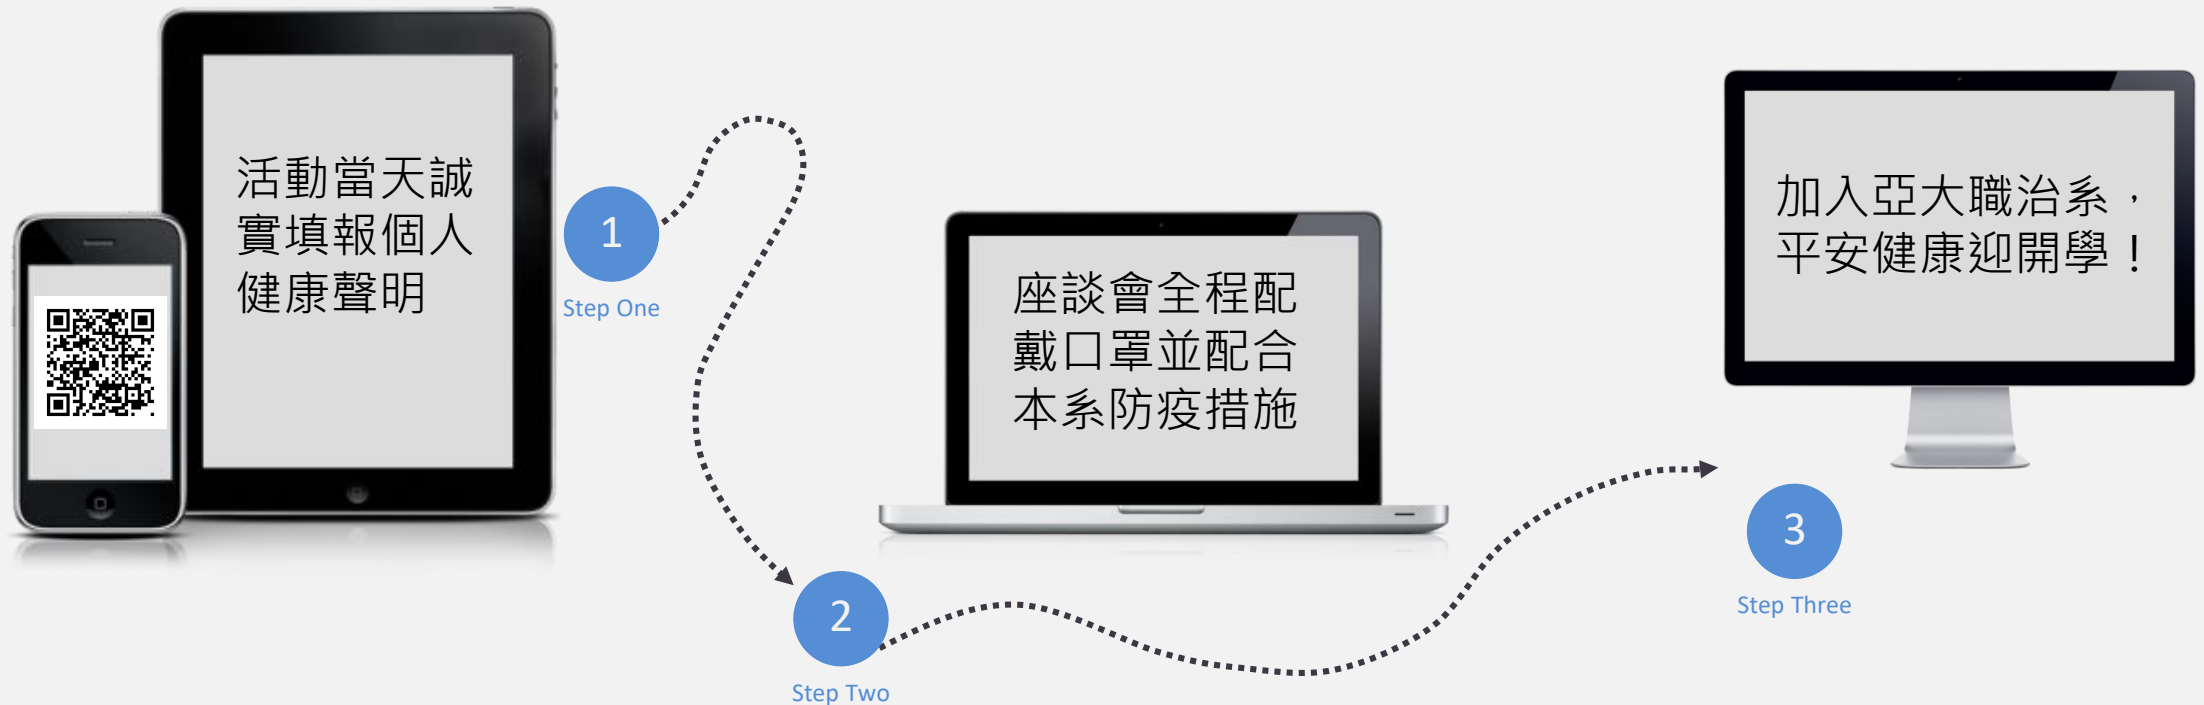 活動當天誠
實填報個人
健康聲明
1
Step One
座談會全程配
戴口罩並配合
本系防疫措施
2
Step Two
加入亞大職治系，
平安健康迎開學！
3
Step Three